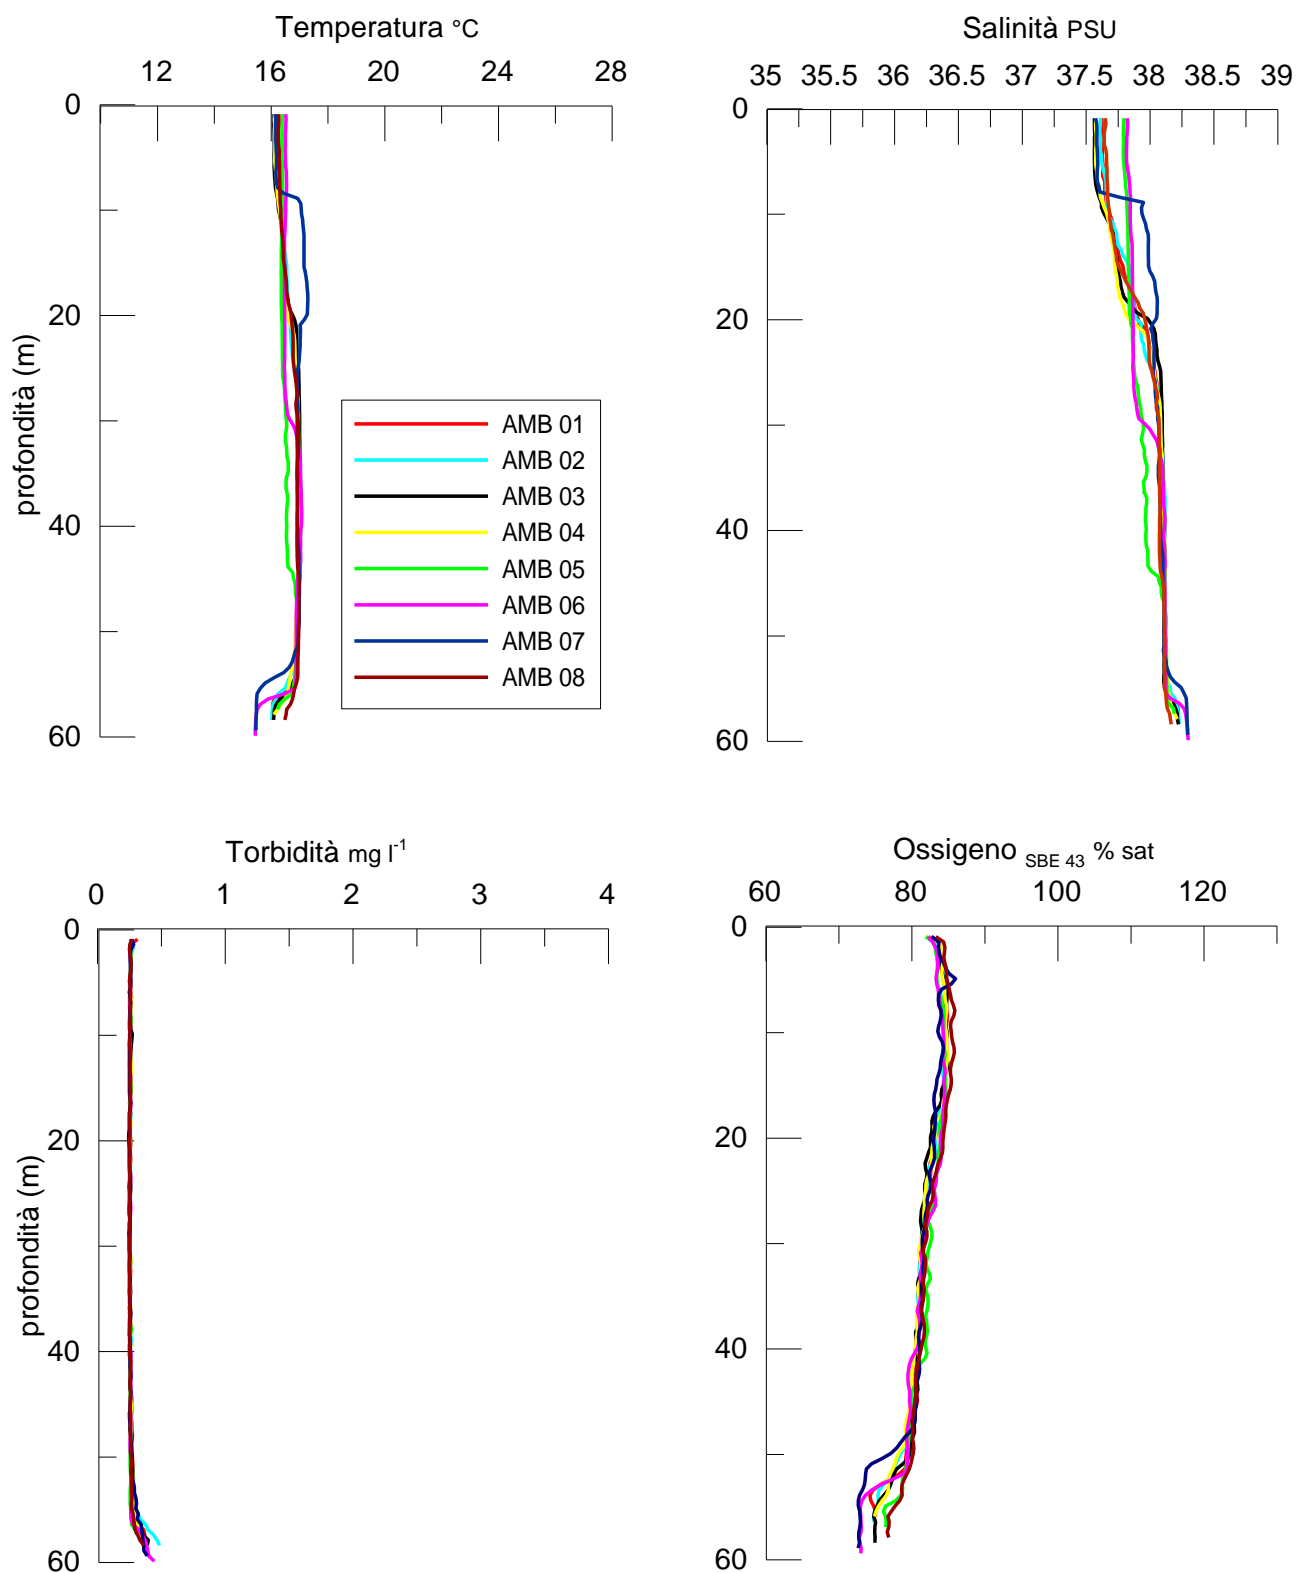 Temperatura °C
12 16 20 24 28
0
20
40
60
profondità (m)
AMB 01
AMB 02
AMB 03
AMB 04
AMB 05
AMB 06
AMB 07
AMB 08
Salinità PSU
35 35.5 36 36.5 37 37.5 38 38.5 39
0
20
40
60
Torbidità mg l-1
0 1 2 3 4
0
20
40
60
profondità (m)
Ossigeno SBE 43 % sat
60 80 100 120
0
20
40
60